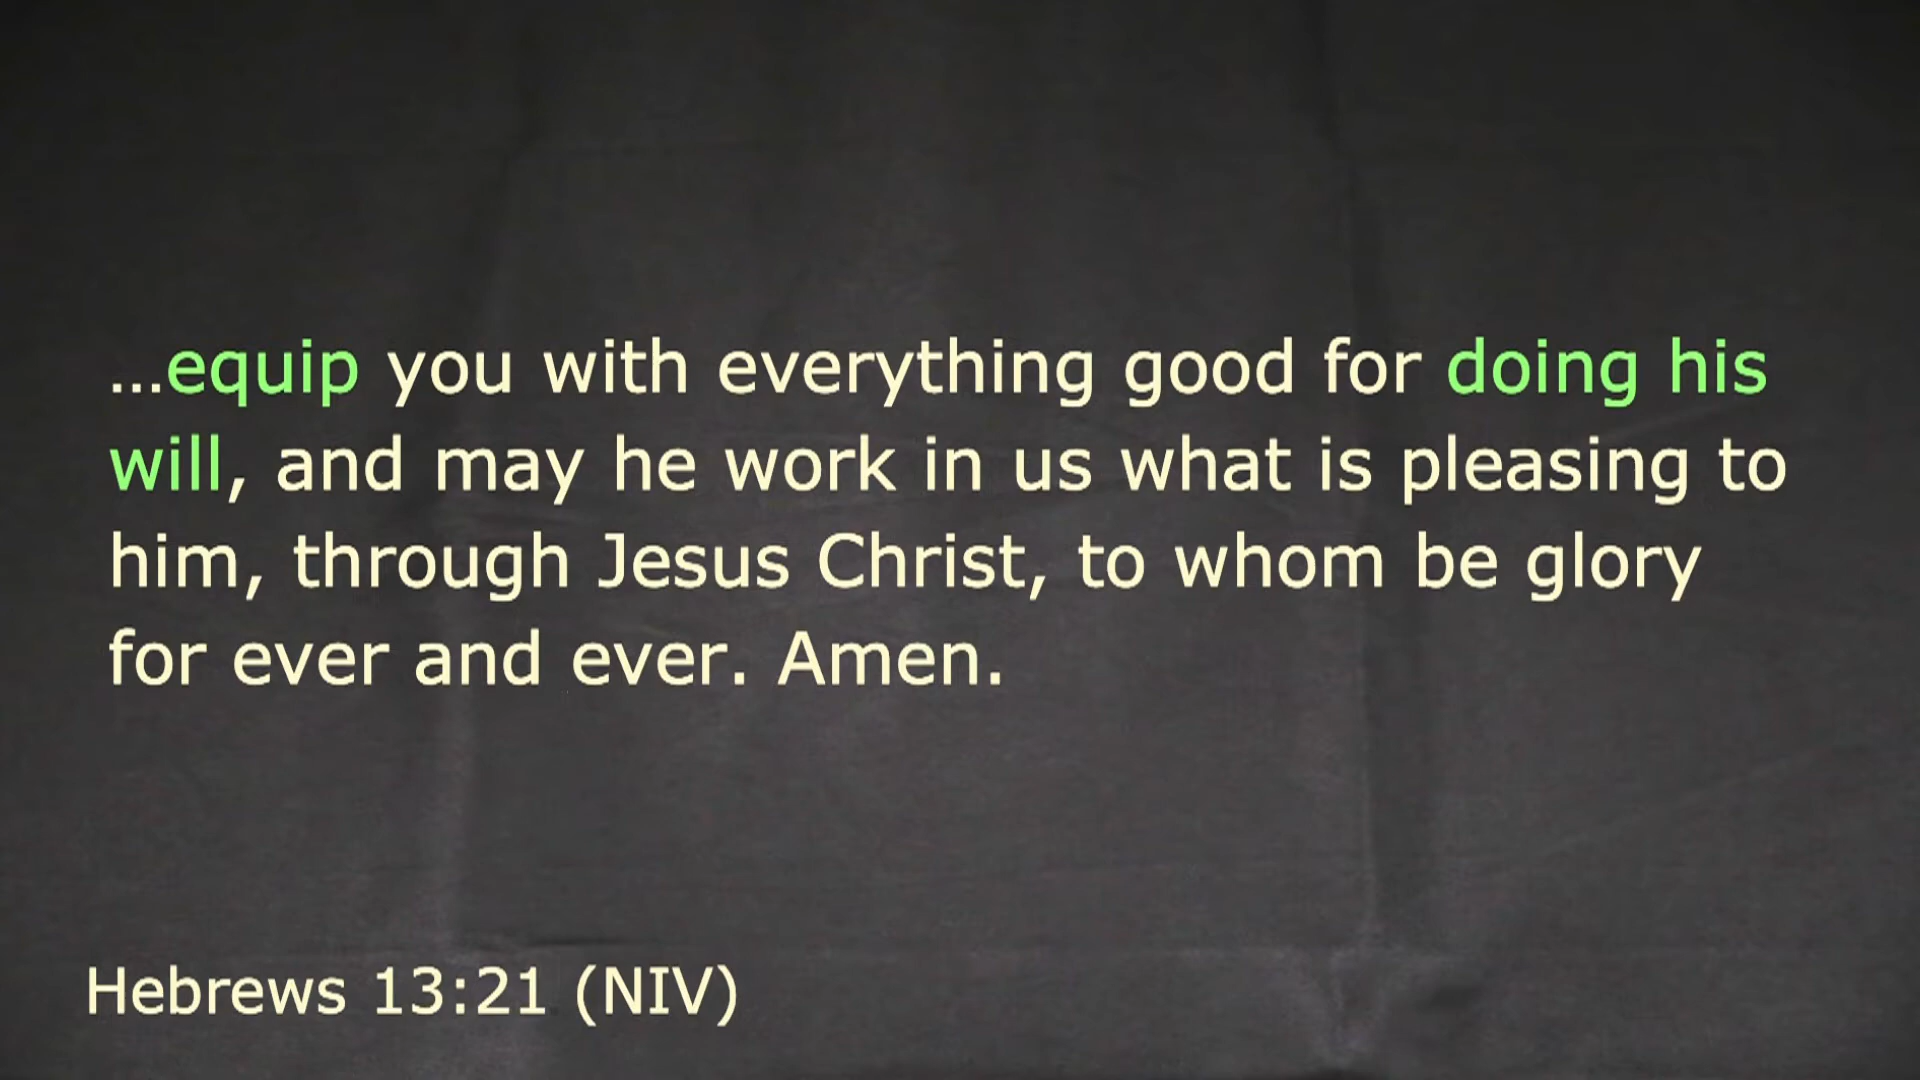 ...equip you with everything good for doing his
will, and may he work in us what is pleasing to
him, through Jesus Christ, to whom be glory
for ever and ever. Amen.
Hebrews 13:21 (NIV)